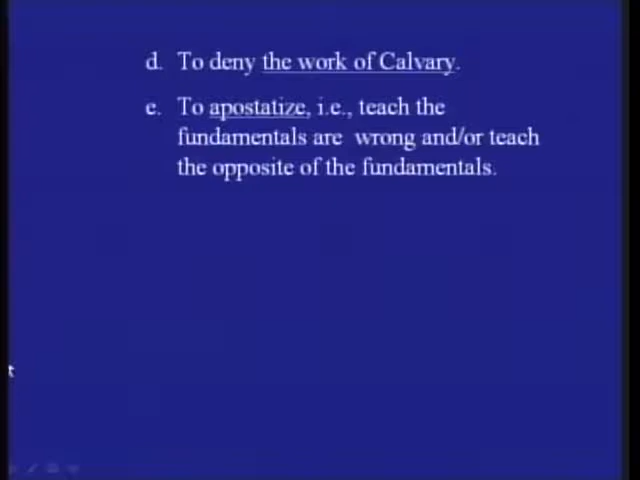 d. To deny the work of Calvary.
e. To apostatize, i.e., teach the
fundamentals are wrong and/or teach
the opposite of the fundamentals.